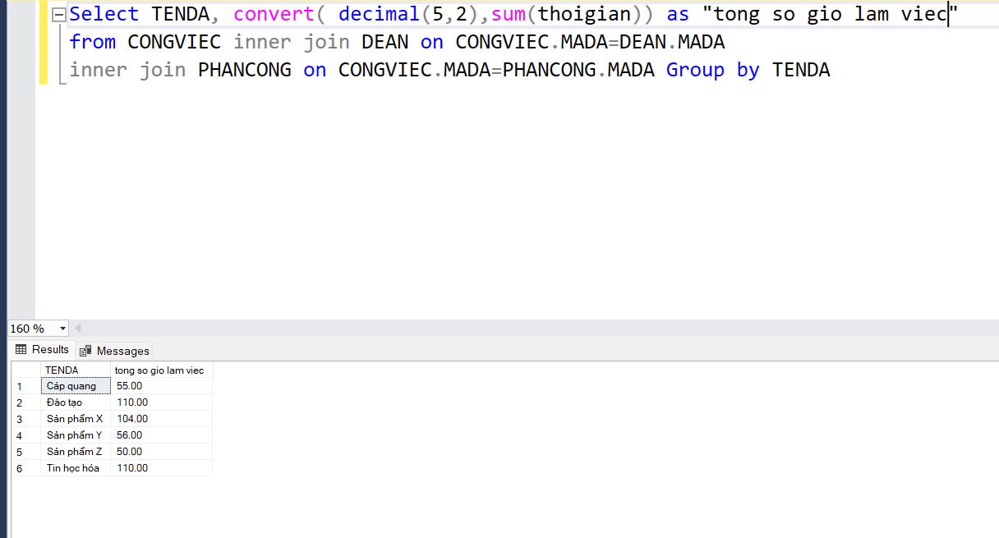 Select TENDA, convert( decimal(5,2),sum(thoigian)) as "tong so gio lam viec"
from CONGVIEC inner join DEAN on CONGVIEC.MADA=DEAN.MADA
inner join PHANCONG on CONGVIEC.MADA=PHANCONG.MADA Group by TENDA
160 %
Results Messages
TENDA tong so gio lam viec
1 Cáp quang 55.00
2 Đào tạo 110.00
3 Sản phẩm X 104.00
4 Sản phẩm Y 56.00
5 Sản phẩm Z 50.00
6 Tin học hóa 110.00